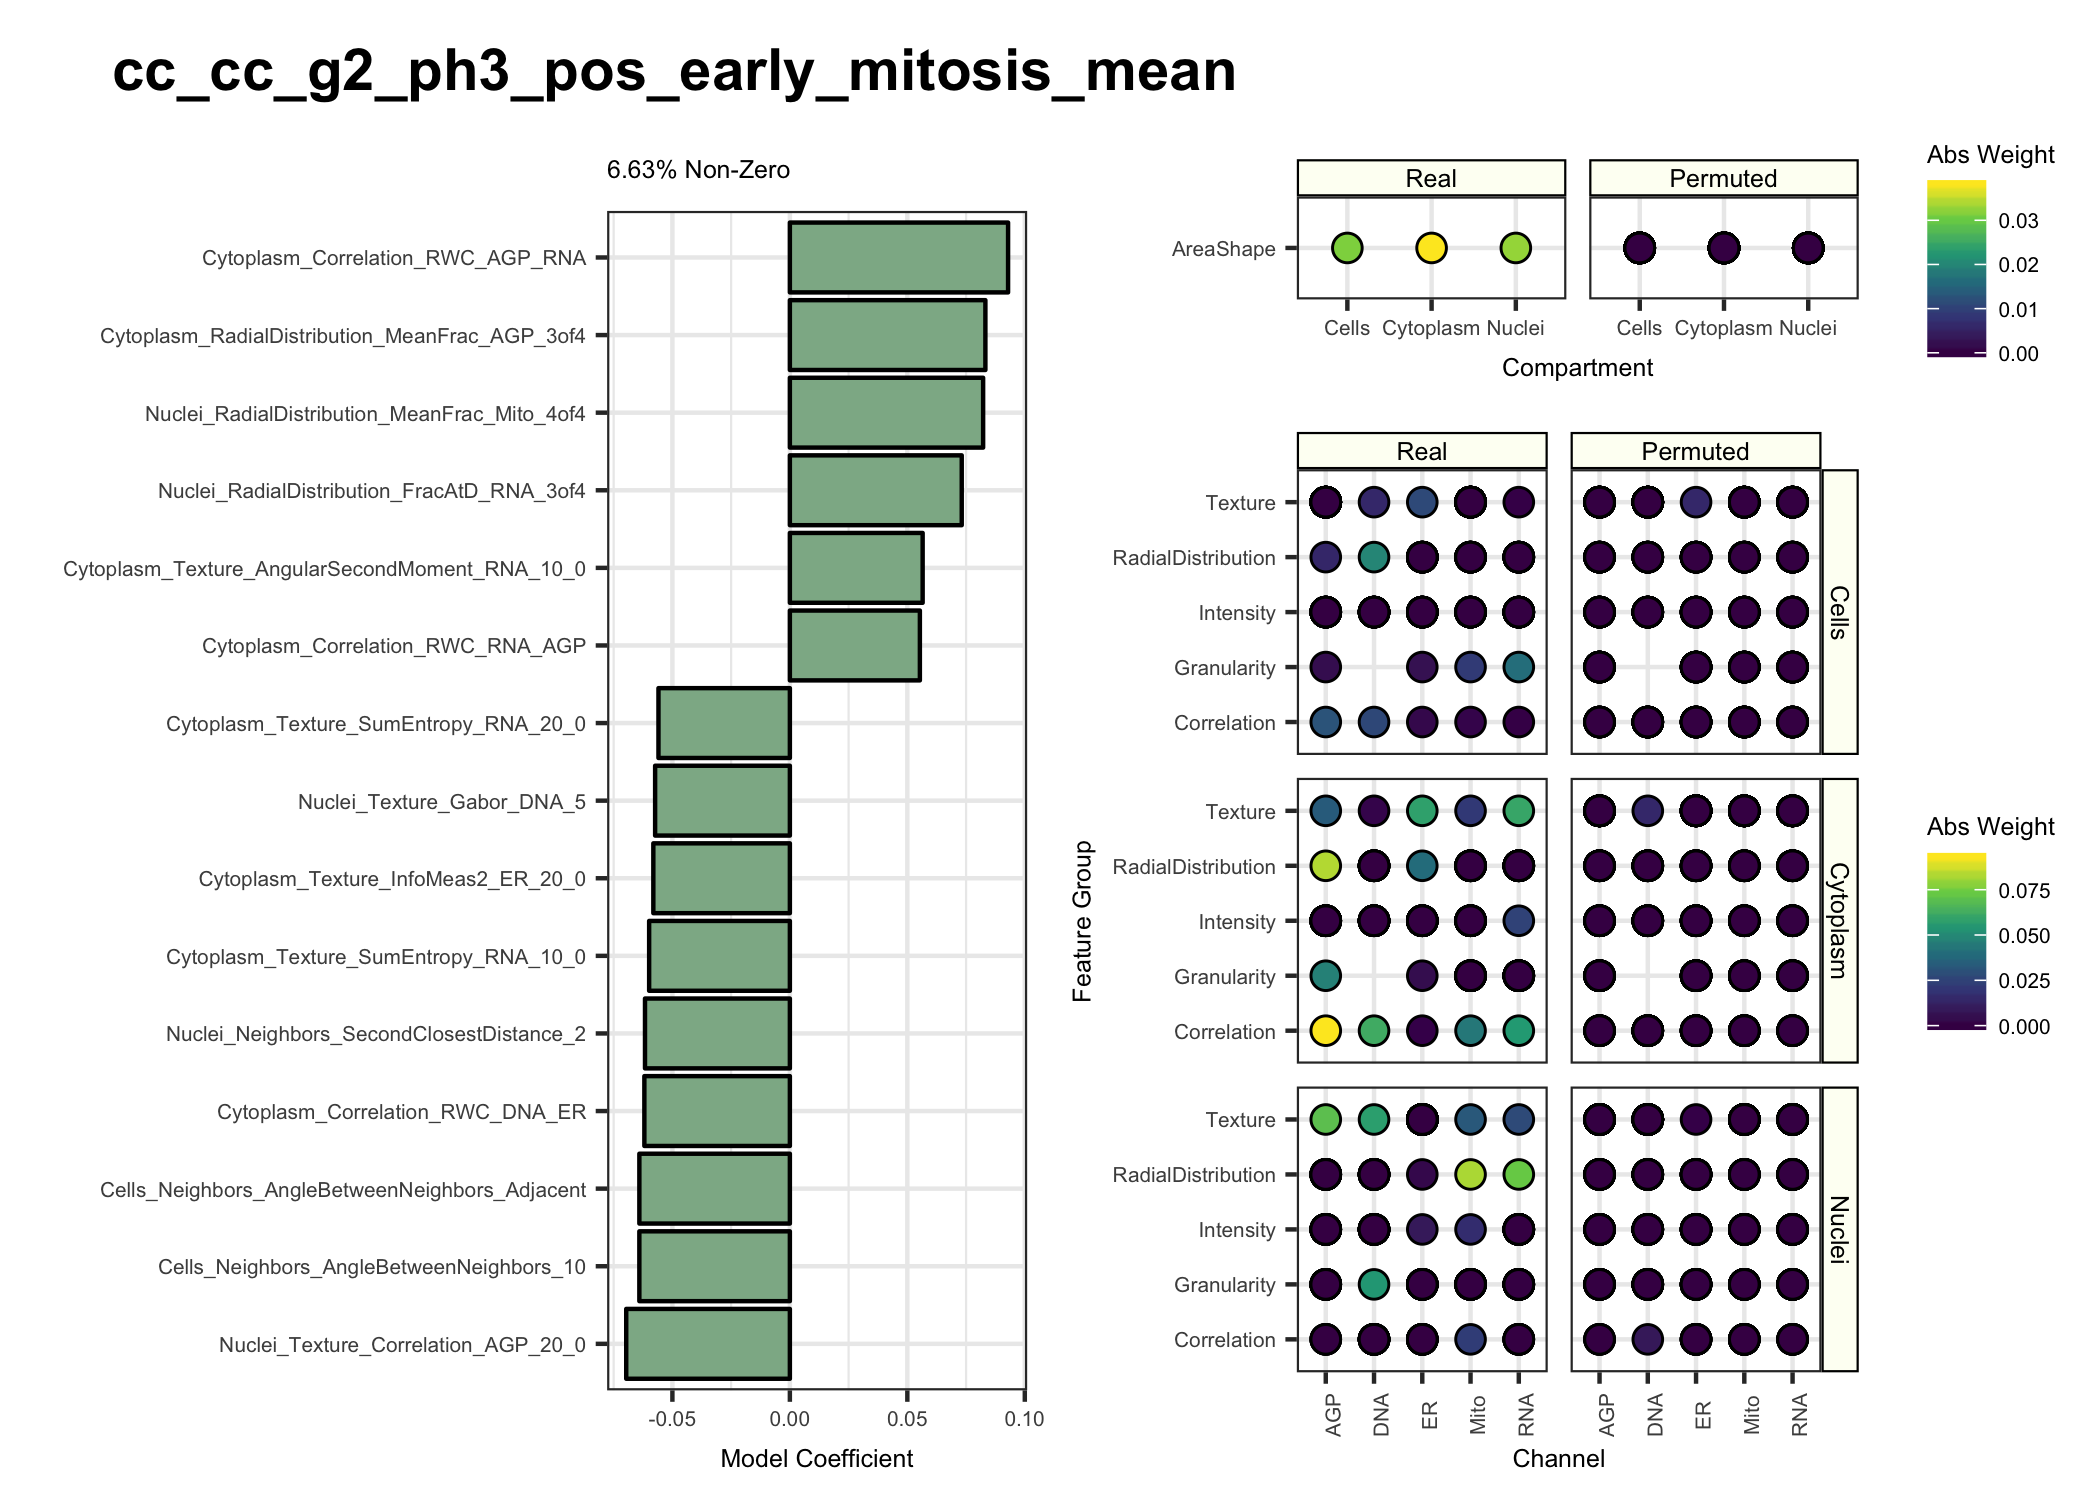 cc_cc_g2_ph3_pos_early_mitosis_mean
6.63% Non-Zero
Cytoplasm_Correlation_RWC_AGP_RNA
Cytoplasm_RadialDistribution_MeanFrac_AGP_3of4
Nuclei_RadialDistribution_MeanFrac_Mito_4of4
Nuclei_RadialDistribution_FracAtD_RNA_3of4
Cytoplasm_Texture_AngularSecondMoment_RNA_10_0
Cytoplasm_Correlation_RWC_RNA_AGP
Cytoplasm_Texture_SumEntropy_RNA_20_0
Nuclei_Texture_Gabor_DNA_5
Cytoplasm_Texture_InfoMeas2_ER_20_0
Cytoplasm_Texture_SumEntropy_RNA_10_0
Nuclei_Neighbors_SecondClosestDistance_2
Cytoplasm_Correlation_RWC_DNA_ER
Cells_Neighbors_AngleBetweenNeighbors_Adjacent
Cells_Neighbors_AngleBetweenNeighbors_10
Nuclei_Texture_Correlation_AGP_20_0
-0.05 0.00 0.05 0.10
Model Coefficient
Real Permuted
AreaShape
Cells Cytoplasm Nuclei Cells Cytoplasm Nuclei
Compartment
Abs Weight
0.03
0.02
0.01
0.00
Feature Group
Real Permuted
Texture
RadialDistribution
Intensity
Granularity
Correlation
Cells
Texture
RadialDistribution
Intensity
Granularity
Correlation
Cytoplasm
Texture
RadialDistribution
Intensity
Granularity
Correlation
Nuclei
AGP DNA ER Mito RNA AGP DNA ER Mito RNA
Channel
Abs Weight
0.075
0.050
0.025
0.000